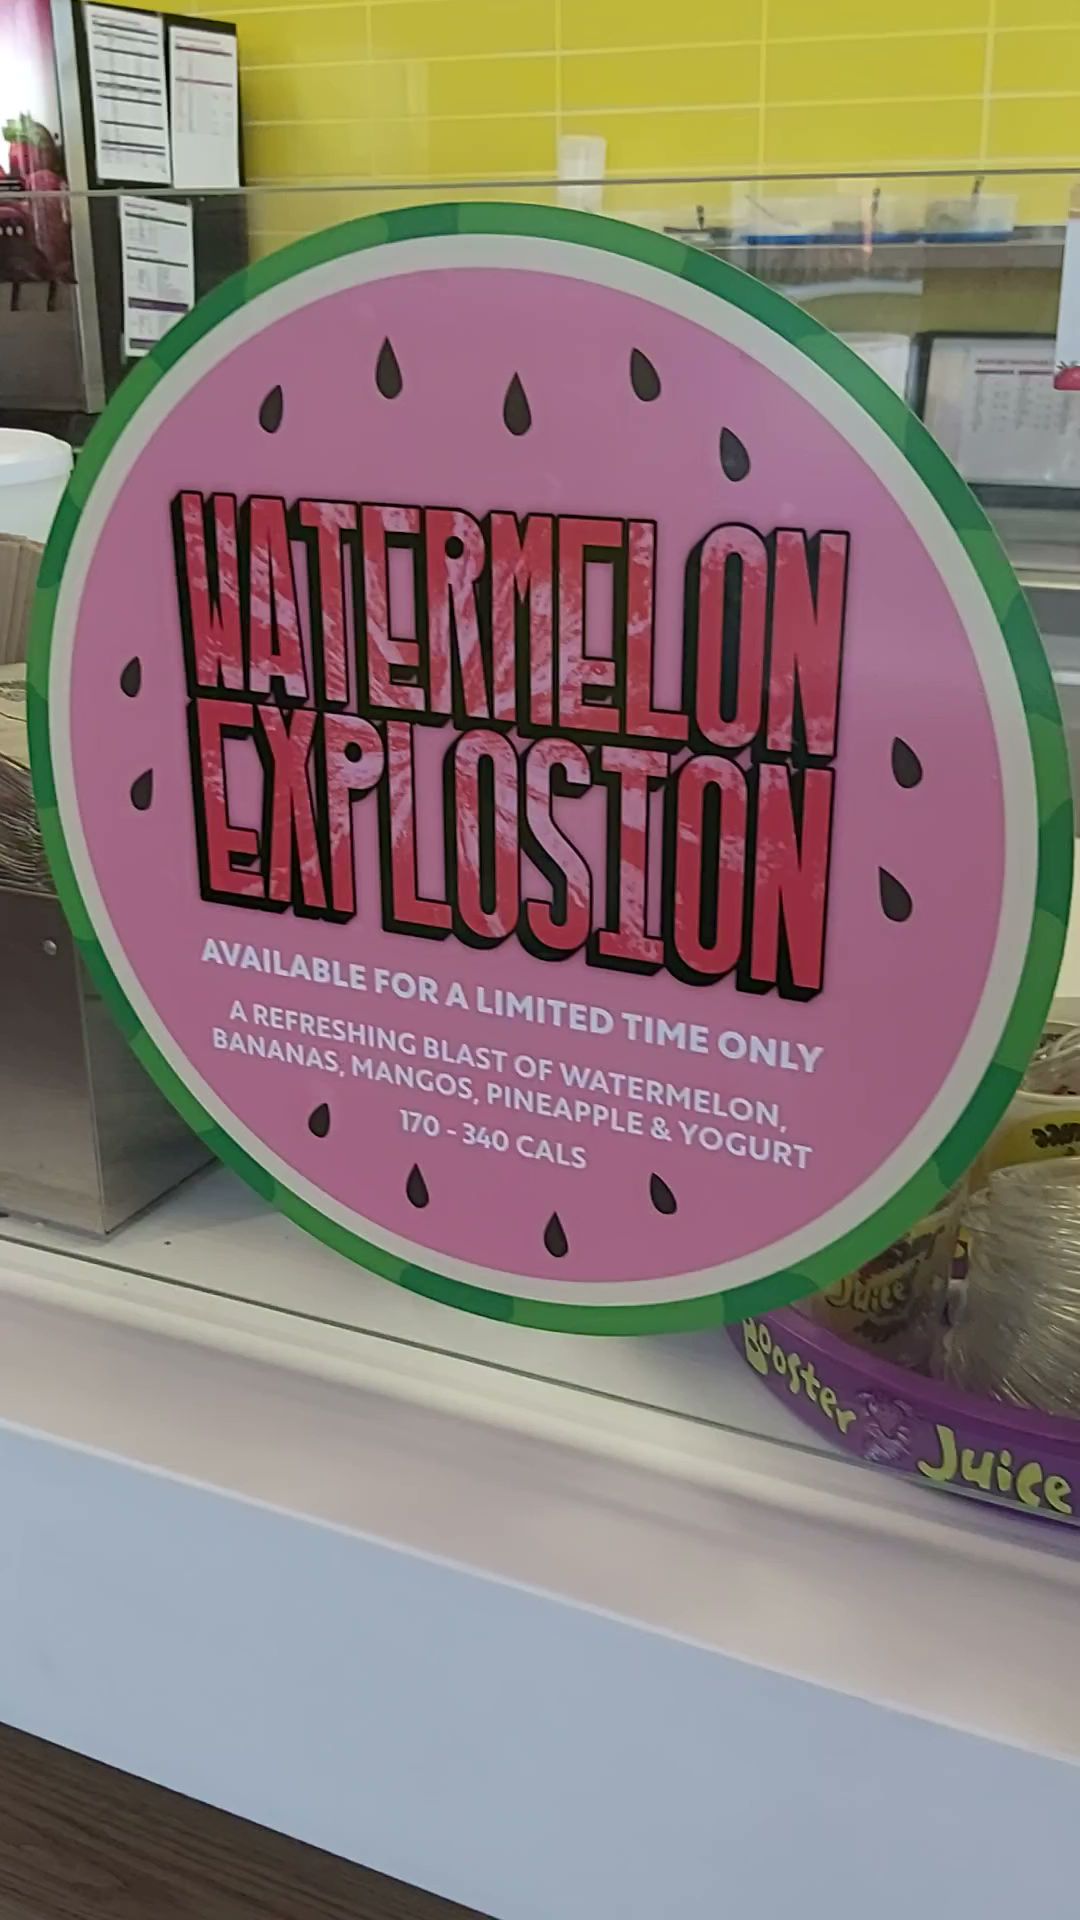 WATERMELON
EXPLOSION
AVAILABLE FOR A LIMITED TIME ONLY
A REFRESHING BLAST OF WATERMELON,
BANANAS, MANGOS, PINEAPPLE & YOGURT
170 - 340 CALS
Juice
Booster Juice